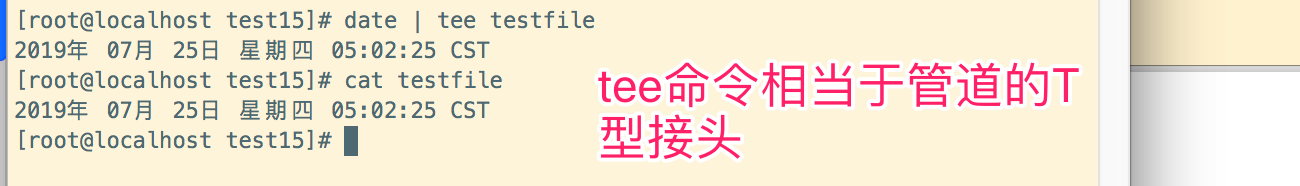 [root@localhost test15]# date | tee testfile
2019年 07月 25日 星期四 05:02:25 CST
[root@localhost test15]# cat testfile
2019年 07月 25日 星期四 05:02:25 CST
[root@localhost test15]#
tee命令相当于管道的T
型接头